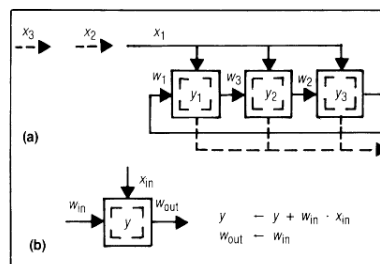 x3 x2 x1
w1 w3 w2
y1 y2 y3
(a)
xin
win wout
y
y ← y + win · xin
wout ← win
(b)